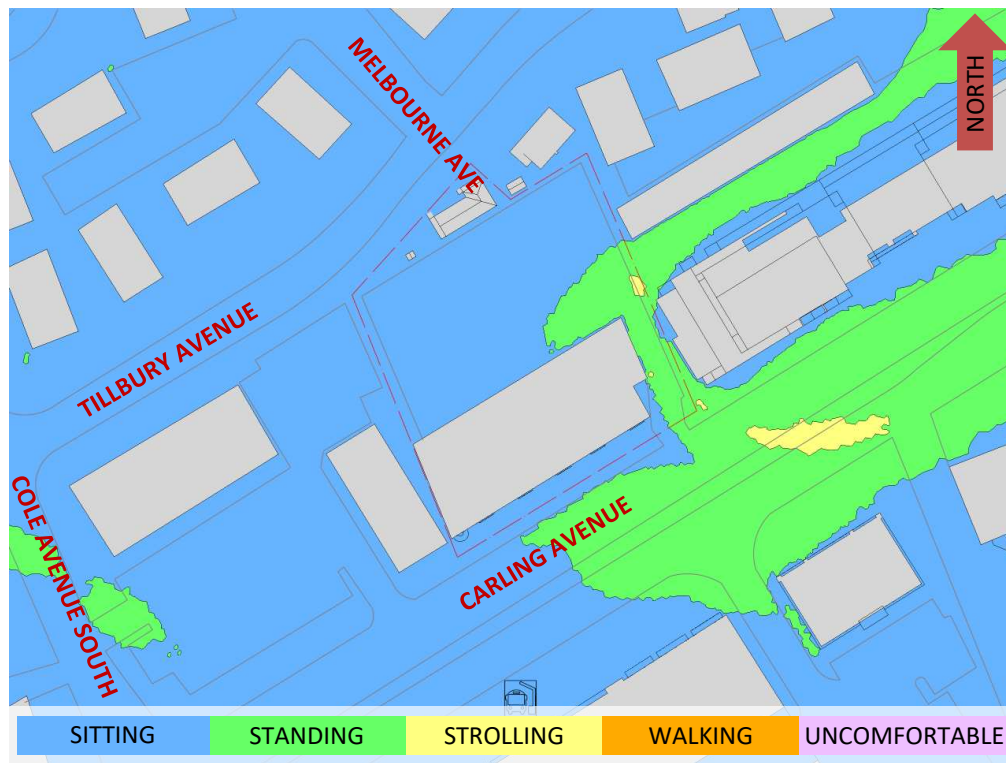 MELBOURNE AVE
NORTH
TILLBURY AVENUE
COLE AVENUE SOUTH
CARLING AVENUE
SITTING
STANDING
STROLLING
WALKING
UNCOMFORTABLE